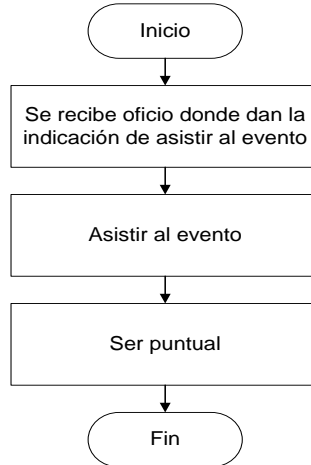 Inicio
Se recibe oficio donde dan la
indicación de asistir al evento
Asistir al evento
Ser puntual
Fin